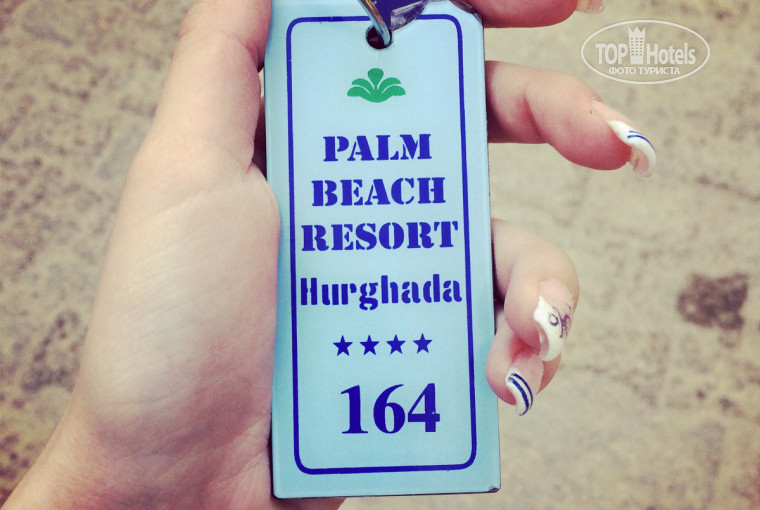 TOP Hotels
ФОТО ТУРИСТА
PALM
BEACH
RESORT
Hurghada
★★★★
164